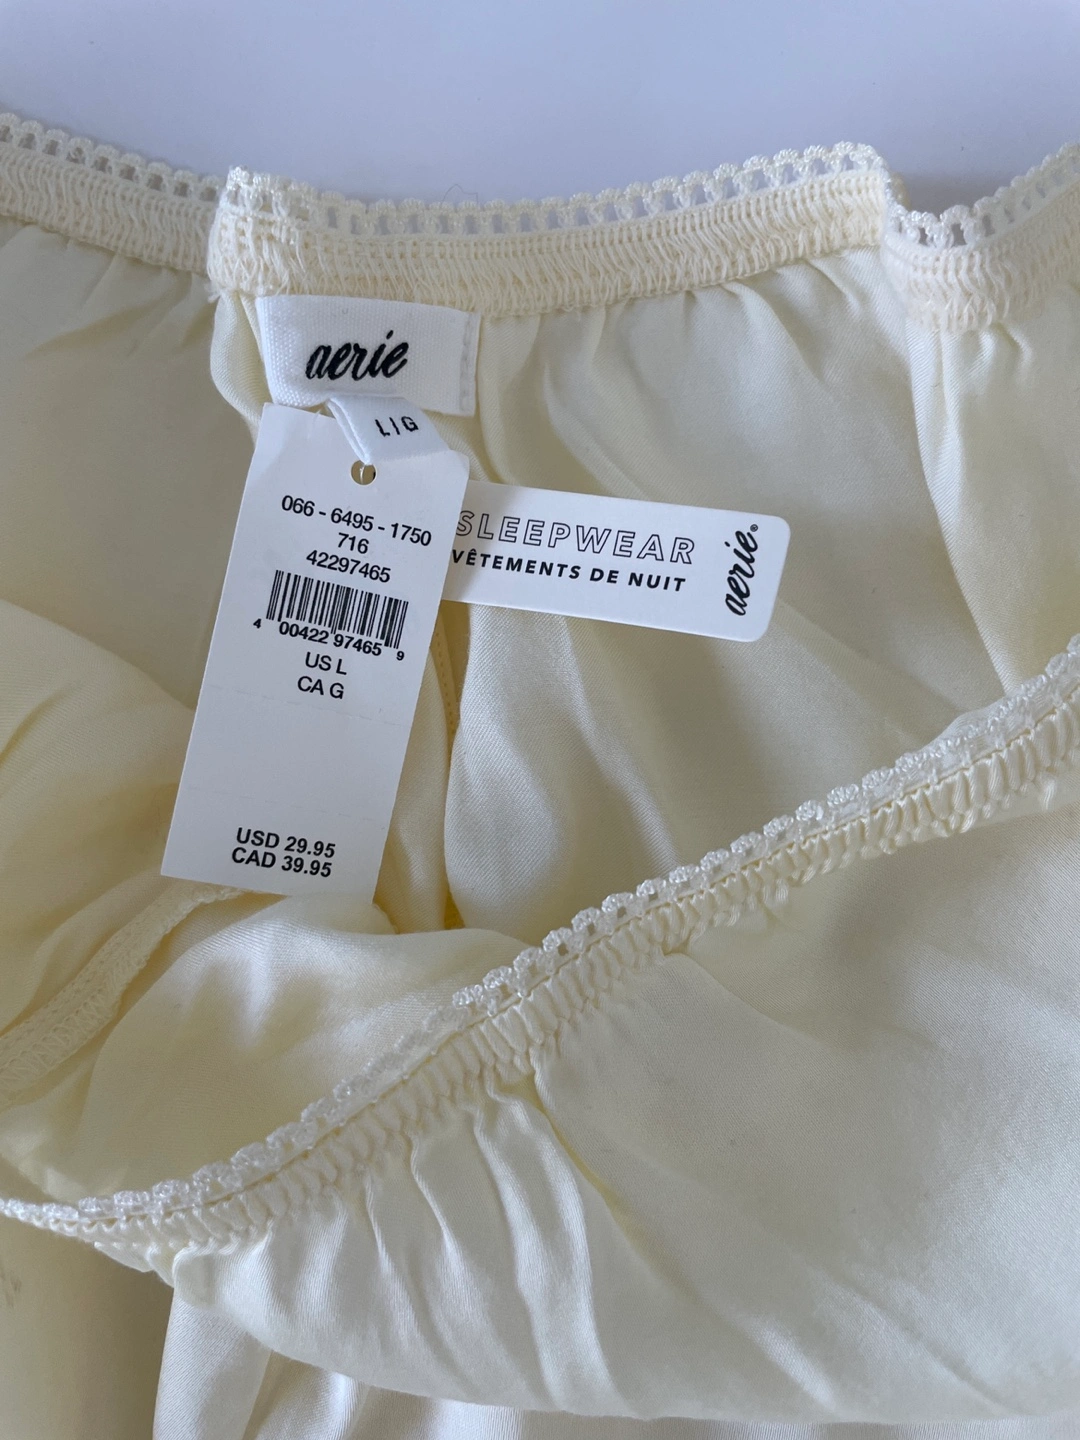 aerie
L|G
066 - 6495 - 1750
716
42297465
4 00422 97465 9
US L
CA G
USD 29.95
CAD 39.95
SLEEPWEAR
VÊTEMENTS DE NUIT
aerie®